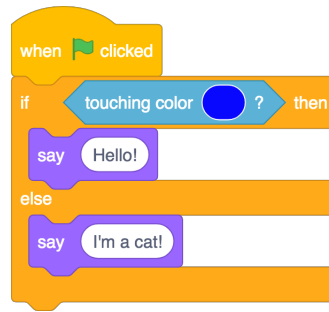 when clicked
if touching color ? then
say Hello!
else
say I'm a cat!